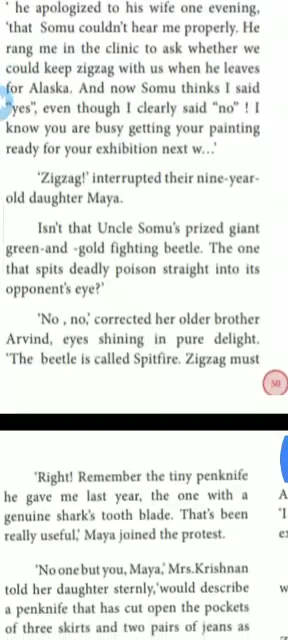 ' he apologized to his wife one evening,
'that Somu couldn't hear me properly. He
rang me in the clinic to ask whether we
could keep zigzag with us when he leaves
for Alaska. And now Somu thinks I said
"yes", even though I clearly said "no" ! I
know you are busy getting your painting
ready for your exhibition next w...'
'Zigzag!' interrupted their nine-year-
old daughter Maya.
Isn't that Uncle Somu's prized giant
green-and -gold fighting beetle. The one
that spits deadly poison straight into its
opponent's eye?'
'No , no,' corrected her older brother
Arvind, eyes shining in pure delight.
'The beetle is called Spitfire. Zigzag must
50
'Right! Remember the tiny penknife
he gave me last year, the one with a
genuine shark's tooth blade. That's been
really useful,' Maya joined the protest.
'No one but you, Maya,' Mrs.Krishnan
told her daughter sternly,'would describe
a penknife that has cut open the pockets
of three skirts and two pairs of jeans as